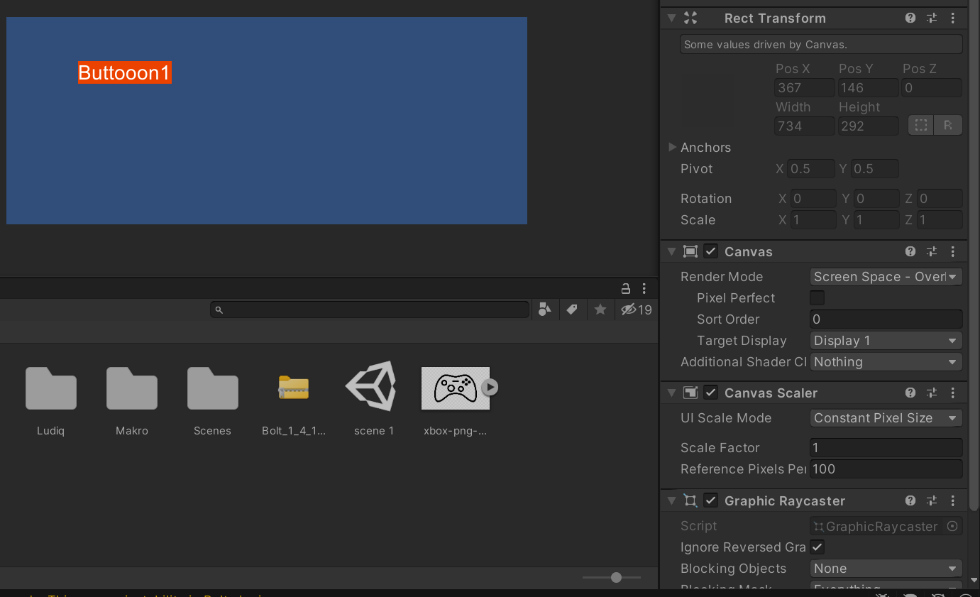 Buttooon1
19
Ludiq
Makro
Scenes
Bolt_1_4_1...
scene 1
xbox-png-...
Rect Transform
Some values driven by Canvas.
Pos X Pos Y Pos Z
367 146 0
Width Height
734 292
R
Anchors
Pivot X 0.5 Y 0.5
Rotation X 0 Y 0 Z 0
Scale X 1 Y 1 Z 1
Canvas
Render Mode Screen Space - Overl
Pixel Perfect
Sort Order 0
Target Display Display 1
Additional Shader Cl Nothing
Canvas Scaler
UI Scale Mode Constant Pixel Size
Scale Factor 1
Reference Pixels Per 100
Graphic Raycaster
Script GraphicRaycaster
Ignore Reversed Gra
Blocking Objects None
Blocking Mask Everything